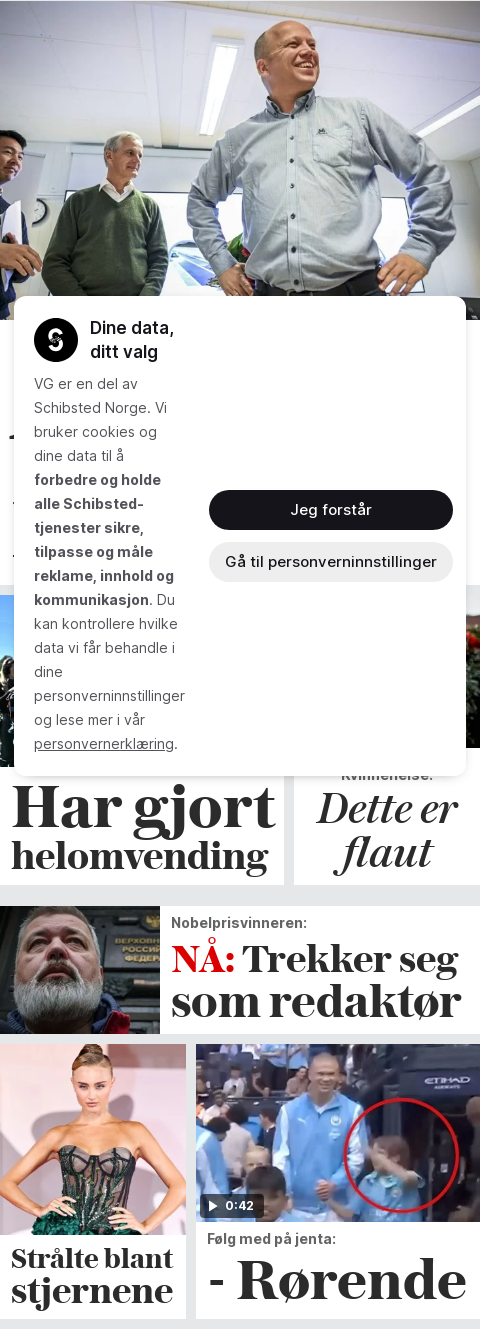 Dine data,
ditt valg
VG er en del av
Schibsted Norge. Vi
bruker cookies og
dine data til å
forbedre og holde
alle Schibsted-
tjenester sikre,
tilpasse og måle
reklame, innhold og
kommunikasjon. Du
kan kontrollere hvilke
data vi får behandle i
dine
personverninnstillinger
og lese mer i vår
personvernerklæring.
Jeg forstår
Gå til personverninnstillinger
Har gjort
helomvending
Kvinnehelse:
Dette er
flaut
Nobelprisvinneren:
NÅ: Trekker seg
som redaktør
ETIHAD
AIRWAYS
0:42
Strålte blant
stjernene
Følg med på jenta:
- Rørende